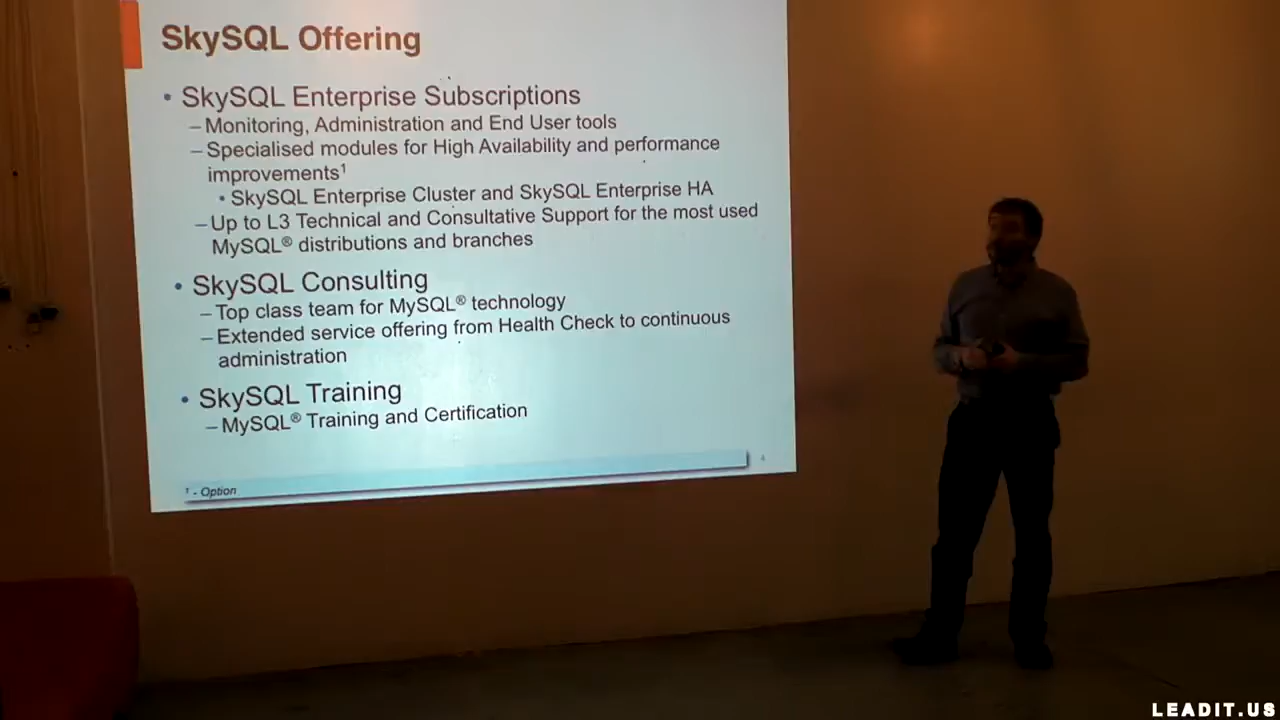 SkySQL Offering
• SkySQL Enterprise Subscriptions
– Monitoring, Administration and End User tools
– Specialised modules for High Availability and performance
improvements¹
• SkySQL Enterprise Cluster and SkySQL Enterprise HA
– Up to L3 Technical and Consultative Support for the most used
MySQL® distributions and branches
• SkySQL Consulting
– Top class team for MySQL® technology
– Extended service offering from Health Check to continuous
administration
• SkySQL Training
– MySQL® Training and Certification
4
¹ - Option
LEADIT.US